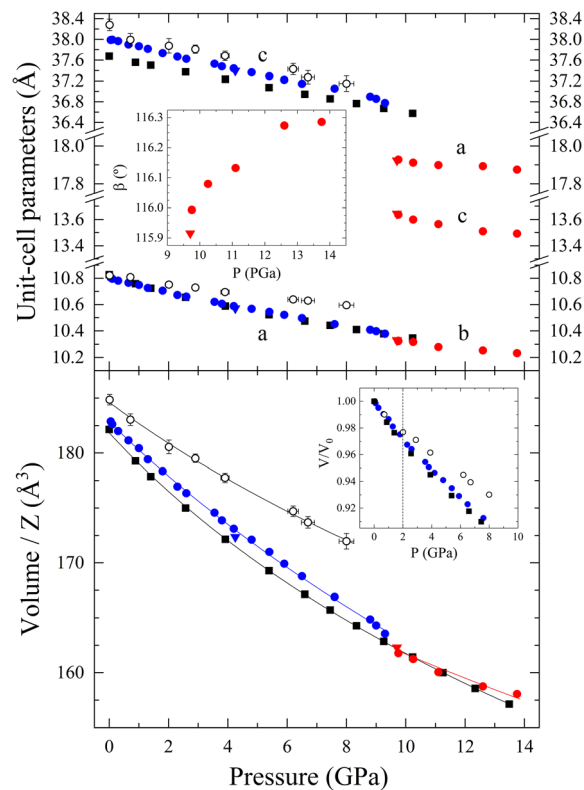 Unit-cell parameters (Å)
38.4
38.0
37.6
37.2
36.8
36.4
18.0
17.8
13.6
13.4
10.8
10.6
10.4
10.2
38.4
38.0
37.6
37.2
36.8
36.4
18.0
17.8
13.6
13.4
10.8
10.6
10.4
10.2
c
a
c
a
b
β (º)
116.3
116.2
116.1
116.0
115.9
10 11 12 13 14
P (PGa)
Volume / Z (Å³)
180
170
160
V/V₀
1.00
0.98
0.96
0.94
0.92
0 2 4 6 8 10
P (GPa)
0 2 4 6 8 10 12 14
Pressure (GPa)